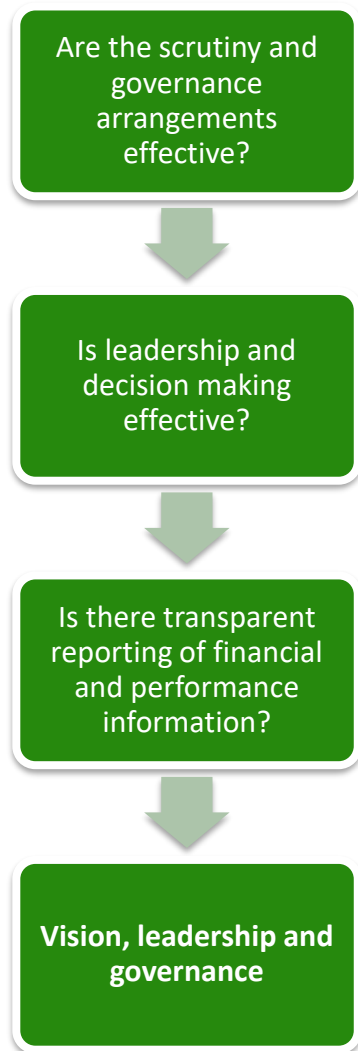 Are the scrutiny and
governance
arrangements
effective?
Is leadership and
decision making
effective?
Is there transparent
reporting of financial
and performance
information?
Vision, leadership and
governance